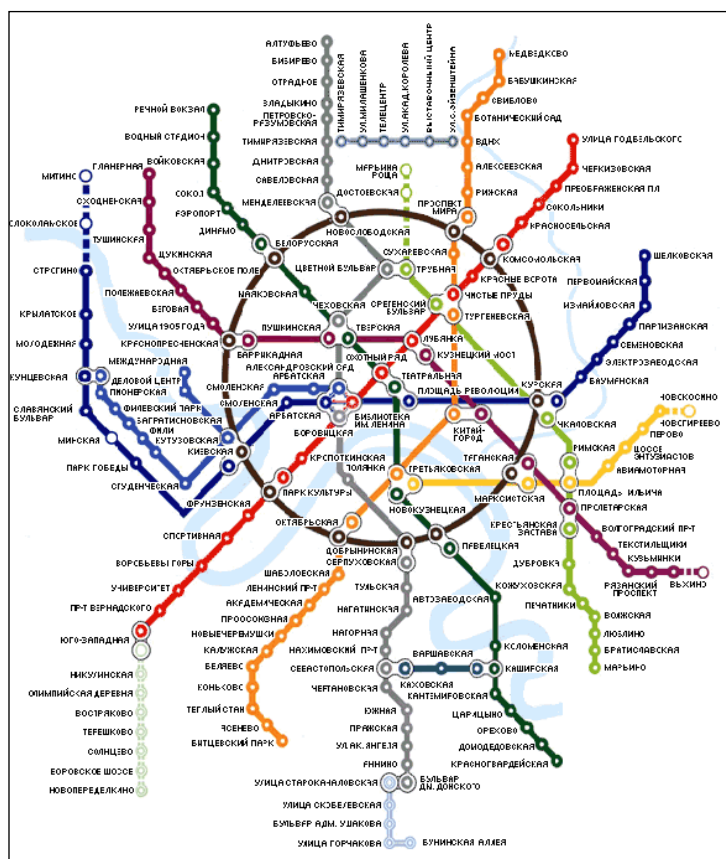 АЛТУФЬЕВО
БИБИРЕВО
ОТРАДНОЕ
ВЛАДЫКИНО
ПЕТРОВСКО-
РАЗУМОВСКАЯ
ТИМИРЯЗЕВСКАЯ
ДМИТРОВСКАЯ
САВЕЛОВСКАЯ
МЕНДЕЛЕЕВСКАЯ
ТИМИРЯЗЕВСКАЯ
УЛ.МИЛАШЕНКОВА
ТЕЛЕЦЕНТР
УЛ.АКАД.КОРОЛЕВА
ВЫСТАВОЧНЫЙ ЦЕНТР
УЛ.С.ЭЙЗЕНШТЕЙНА
МЕДВЕДКОВО
БАБУШКИНСКАЯ
СВИБЛОВО
БОТАНИЧЕСКИЙ САД
ВДНХ
АЛЕКСЕЕВСКАЯ
РИЖСКАЯ
ПРОСПЕКТ
МИРА
УЛИЦА ПОДБЕЛЬСКОГО
ЧЕРКИЗОВСКАЯ
ПРЕОБРАЖЕНСКАЯ ПЛ
СОКОЛЬНИКИ
КРАСНОСЕЛЬСКАЯ
КОМСОМОЛЬСКАЯ
КРАСНЫЕ ВОРОТА
ЧИСТЫЕ ПРУДЫ
ТУРГЕНЕВСКАЯ
РЕЧНОЙ ВОКЗАЛ
ВОДНЫЙ СТАДИОН
ВОЙКОВСКАЯ
СОКОЛ
АЭРОПОРТ
ДИНАМО
БЕЛОРУССКАЯ
МАЯКОВСКАЯ
МАРЬИНА
РОЩА
ДОСТОЕВСКАЯ
НОВОСЛОБОДСКАЯ
СУХАРЕВСКАЯ
ЦВЕТНОЙ БУЛЬВАР
ТРУБНАЯ
СРЕТЕНСКИЙ
БУЛЬВАР
МИТИНО
СТРОГИНО
КРЫЛАТСКОЕ
МОЛОДЕЖНАЯ
КУНЦЕВСКАЯ
СЛАВЯНСКИЙ
БУЛЬВАР
МИНСКАЯ
ПАРК ПОБЕДЫ
ПЛАНЕРНАЯ
СХОДНЕНСКАЯ
ТУШИНСКАЯ
ЩУКИНСКАЯ
ОКТЯБРЬСКОЕ ПОЛЕ
ПОЛЕЖАЕВСКАЯ
БЕГОВАЯ
УЛИЦА 1905 ГОДА
КРАСНОПРЕСНЕНСКАЯ
БАРРИКАДНАЯ
ПУШКИНСКАЯ
ЧЕХОВСКАЯ
ТВЕРСКАЯ
ЛУБЯНКА
КУЗНЕЦКИЙ МОСТ
ОХОТНЫЙ РЯД
ТЕАТРАЛЬНАЯ
ПЛОЩАДЬ РЕВОЛЮЦИИ
АЛЕКСАНДРОВСКИЙ САД
АРБАТСКАЯ
СМОЛЕНСКАЯ
СМОЛЕНСКАЯ
АРБАТСКАЯ
БИБЛИОТЕКА
ИМ.ЛЕНИНА
БОРОВИЦКАЯ
МЕЖДУНАРОДНАЯ
ДЕЛОВОЙ ЦЕНТР
ПИОНЕРСКАЯ
ФИЛЕВСКИЙ ПАРК
БАГРАТИОНОВСКАЯ
ФИЛИ
КУТУЗОВСКАЯ
КИЕВСКАЯ
СТУДЕНЧЕСКАЯ
ЩЕЛКОВСКАЯ
ПЕРВОМАЙСКАЯ
ИЗМАЙЛОВСКАЯ
ПАРТИЗАНСКАЯ
СЕМЕНОВСКАЯ
ЭЛЕКТРОЗАВОДСКАЯ
БАУМАНСКАЯ
КУРСКАЯ
ЧКАЛОВСКАЯ
КИТАЙ-
ГОРОД
НОВОКОСИНО
НОВОГИРЕЕВО
ПЕРОВО
ШОССЕ
ЭНТУЗИАСТОВ
АВИАМОТОРНАЯ
РИМСКАЯ
ПЛОЩАДЬ ИЛЬИЧА
ТАГАНСКАЯ
МАРКСИСТСКАЯ
ТРЕТЬЯКОВСКАЯ
НОВОКУЗНЕЦКАЯ
КРОПОТКИНСКАЯ
ПОЛЯНКА
ПАРК КУЛЬТУРЫ
ФРУНЗЕНСКАЯ
СПОРТИВНАЯ
ВОРОБЬЕВЫ ГОРЫ
УНИВЕРСИТЕТ
ПР-Т ВЕРНАДСКОГО
ЮГО-ЗАПАДНАЯ
НИКУЛИНСКАЯ
ОЛИМПИЙСКАЯ ДЕРЕВНЯ
ВОСТРЯКОВО
ТЕРЕШКОВО
СОЛНЦЕВО
БОРОВСКОЕ ШОССЕ
НОВОПЕРЕДЕЛКИНО
ОКТЯБРЬСКАЯ
ДОБРЫНИНСКАЯ
СЕРПУХОВСКАЯ
ПАВЕЛЕЦКАЯ
ШАБОЛОВСКАЯ
ЛЕНИНСКИЙ ПР-Т
АКАДЕМИЧЕСКАЯ
ПРОФСОЮЗНАЯ
НОВЫЕ ЧЕРЕМУШКИ
КАЛУЖСКАЯ
БЕЛЯЕВО
КОНЬКОВО
ТЕПЛЫЙ СТАН
ЯСЕНЕВО
БИТЦЕВСКИЙ ПАРК
ТУЛЬСКАЯ
НАГАТИНСКАЯ
НАГОРНАЯ
НАХИМОВСКИЙ ПР-Т
СЕВАСТОПОЛЬСКАЯ
ЧЕРТАНОВСКАЯ
ЮЖНАЯ
ПРАЖСКАЯ
УЛ.АК.ЯНГЕЛЯ
АННИНО
БУЛЬВАР
ДМ.ДОНСКОГО
УЛИЦА СТАРОКАЧАЛОВСКАЯ
УЛИЦА СКОБЕЛЕВСКАЯ
БУЛЬВАР АДМ. УШАКОВА
УЛИЦА ГОРЧАКОВА
БУНИНСКАЯ АЛЛЕЯ
ВАРШАВСКАЯ
КАХОВСКАЯ
КАШИРСКАЯ
АВТОЗАВОДСКАЯ
КОЛОМЕНСКАЯ
КАНТЕМИРОВСКАЯ
ЦАРИЦЫНО
ОРЕХОВО
ДОМОДЕДОВСКАЯ
КРАСНОГВАРДЕЙСКАЯ
ПРОЛЕТАРСКАЯ
КРЕСТЬЯНСКАЯ
ЗАСТАВА
ВОЛГОГРАДСКИЙ ПР-Т
ТЕКСТИЛЬЩИКИ
КУЗЬМИНКИ
РЯЗАНСКИЙ
ПРОСПЕКТ
ВЫХИНО
ДУБРОВКА
КОЖУХОВСКАЯ
ПЕЧАТНИКИ
ВОЛЖСКАЯ
ЛЮБЛИНО
БРАТИСЛАВСКАЯ
МАРЬИНО